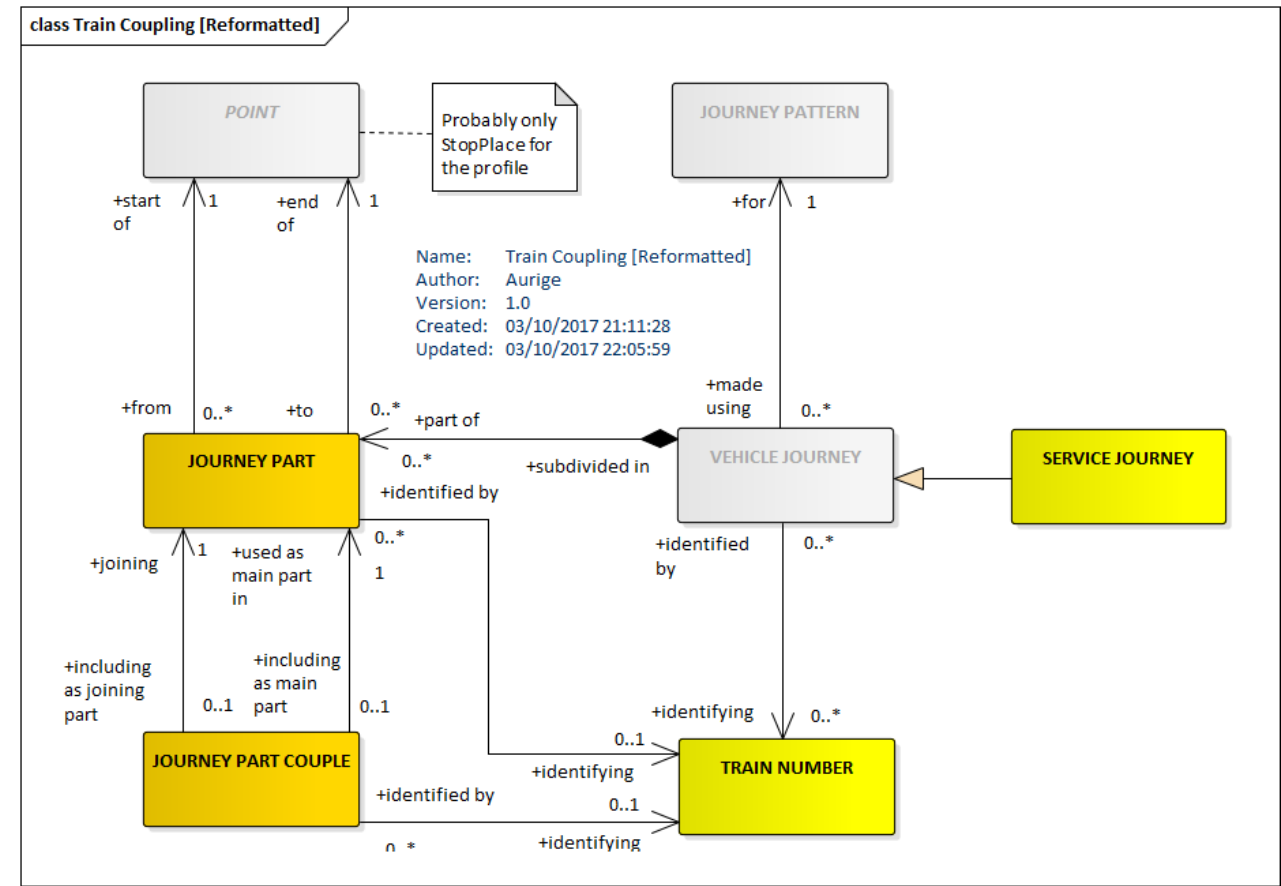 class Train Coupling [Reformatted]
POINT
Probably only
StopPlace for
the profile
JOURNEY PATTERN
+start
of
1
+end
of
1
+for
1
Name: Train Coupling [Reformatted]
Author: Aurige
Version: 1.0
Created: 03/10/2017 21:11:28
Updated: 03/10/2017 22:05:59
+made
using
0..*
+from
0..*
+to
0..*
+part of
0..*
+subdivided in
JOURNEY PART
VEHICLE JOURNEY
SERVICE JOURNEY
+identified by
0..*
+identified
by
0..*
+joining
1
+used as
main part
in
1
+including
as joining
part
0..1
+including
as main
part
0..1
+identifying
0..*
0..1
+identifying
JOURNEY PART COUPLE
TRAIN NUMBER
+identified by
0..*
0..1
+identifying